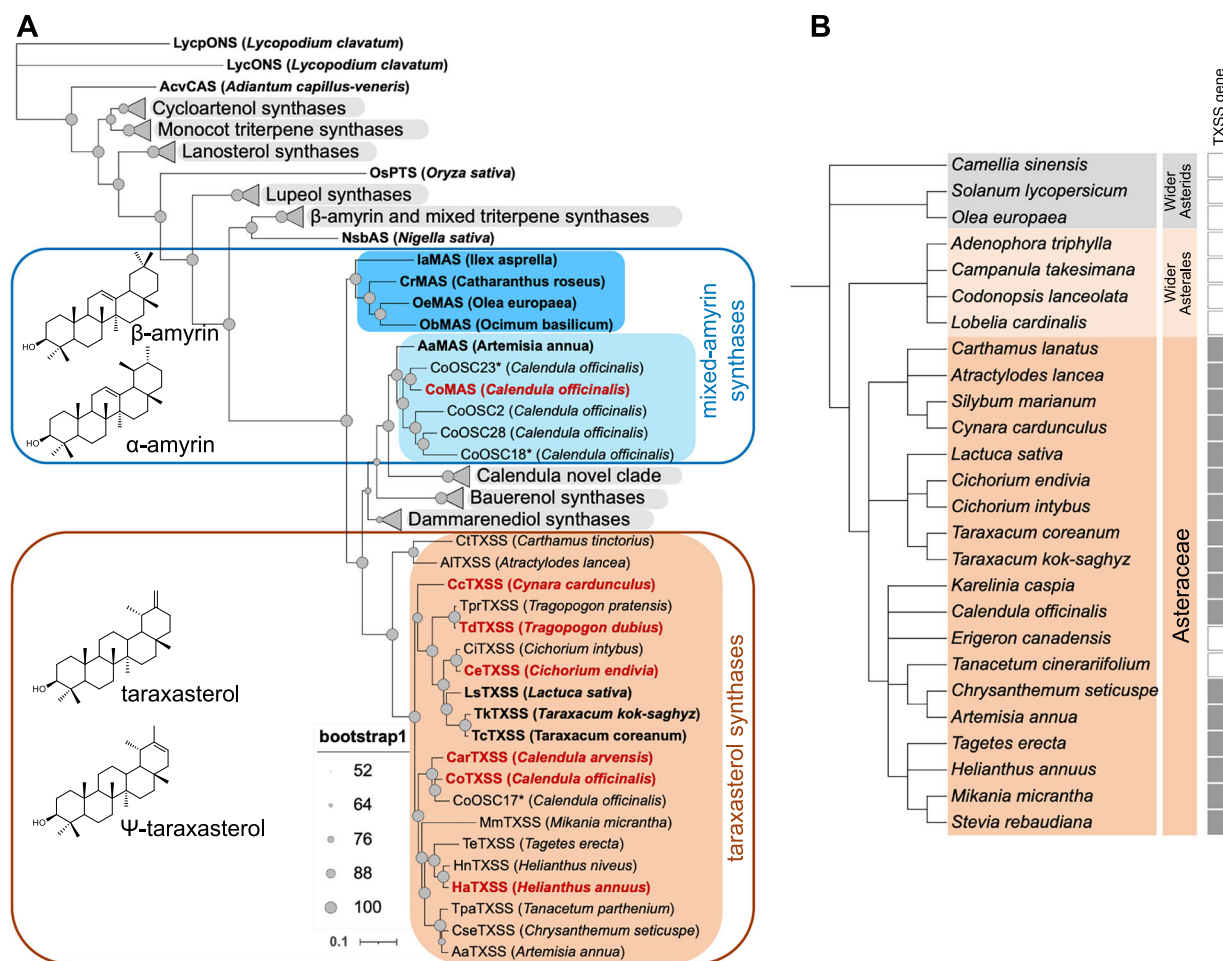 A
LycpONS (Lycopodium clavatum)
LycONS (Lycopodium clavatum)
AcvCAS (Adiantum capillus-veneris)
Cycloartenol synthases
Monocot triterpene synthases
Lanosterol synthases
OsPTS (Oryza sativa)
Lupeol synthases
β-amyrin and mixed triterpene synthases
NsbAS (Nigella sativa)
IaMAS (Ilex asprella)
CrMAS (Catharanthus roseus)
OeMAS (Olea europaea)
ObMAS (Ocimum basilicum)
AaMAS (Artemisia annua)
CoOSC23* (Calendula officinalis)
CoMAS (Calendula officinalis)
CoOSC2 (Calendula officinalis)
CoOSC28 (Calendula officinalis)
CoOSC18* (Calendula officinalis)
mixed-amyrin
synthases
HO
β-amyrin
HO
α-amyrin
Calendula novel clade
Bauerenol synthases
Dammarenediol synthases
CtTXSS (Carthamus tinctorius)
AlTXSS (Atractylodes lancea)
CcTXSS (Cynara cardunculus)
TprTXSS (Tragopogon pratensis)
TdTXSS (Tragopogon dubius)
CiTXSS (Cichorium intybus)
CeTXSS (Cichorium endivia)
LsTXSS (Lactuca sativa)
TkTXSS (Taraxacum kok-saghyz)
TcTXSS (Taraxacum coreanum)
CarTXSS (Calendula arvensis)
CoTXSS (Calendula officinalis)
CoOSC17* (Calendula officinalis)
MmTXSS (Mikania micrantha)
TeTXSS (Tagetes erecta)
HnTXSS (Helianthus niveus)
HaTXSS (Helianthus annuus)
TpaTXSS (Tanacetum parthenium)
CseTXSS (Chrysanthemum seticuspe)
AaTXSS (Artemisia annua)
taraxasterol synthases
HO
taraxasterol
HO
Ψ-taraxasterol
bootstrap1
52
64
76
88
100
0.1
B
TXSS gene
Camellia sinensis
Solanum lycopersicum
Olea europaea
Wider
Asterids
Adenophora triphylla
Campanula takesimana
Codonopsis lanceolata
Lobelia cardinalis
Wider
Asterales
Carthamus lanatus
Atractylodes lancea
Silybum marianum
Cynara cardunculus
Lactuca sativa
Cichorium endivia
Cichorium intybus
Taraxacum coreanum
Taraxacum kok-saghyz
Karelinia caspia
Calendula officinalis
Erigeron canadensis
Tanacetum cinerariifolium
Chrysanthemum seticuspe
Artemisia annua
Tagetes erecta
Helianthus annuus
Mikania micrantha
Stevia rebaudiana
Asteraceae